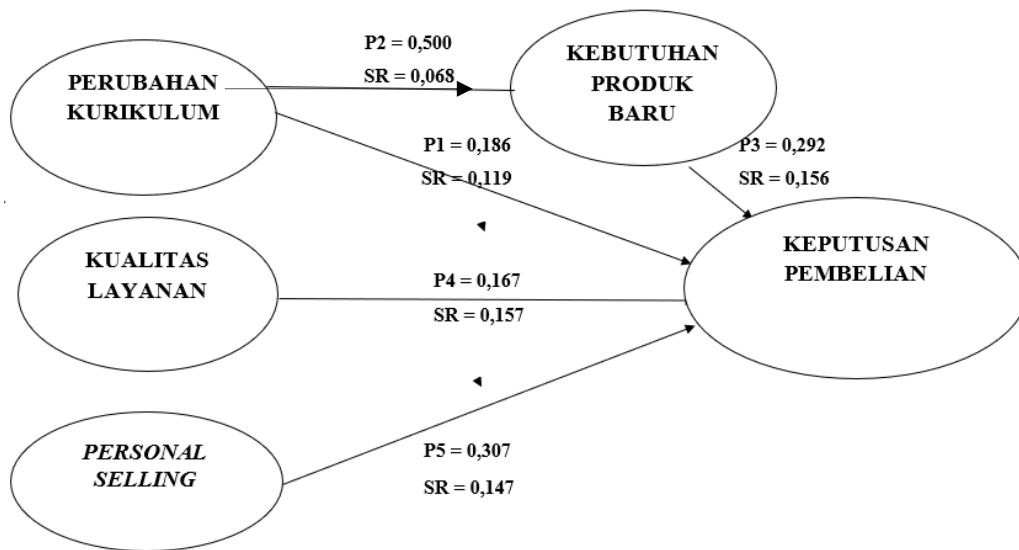 P2 = 0,500
SR = 0,068
PERUBAHAN
KURIKULUM
KEBUTUHAN
PRODUK
BARU
P1 = 0,186
SR = 0,119
P3 = 0,292
SR = 0,156
KUALITAS
LAYANAN
P4 = 0,167
SR = 0,157
KEPUTUSAN
PEMBELIAN
PERSONAL
SELLING
P5 = 0,307
SR = 0,147